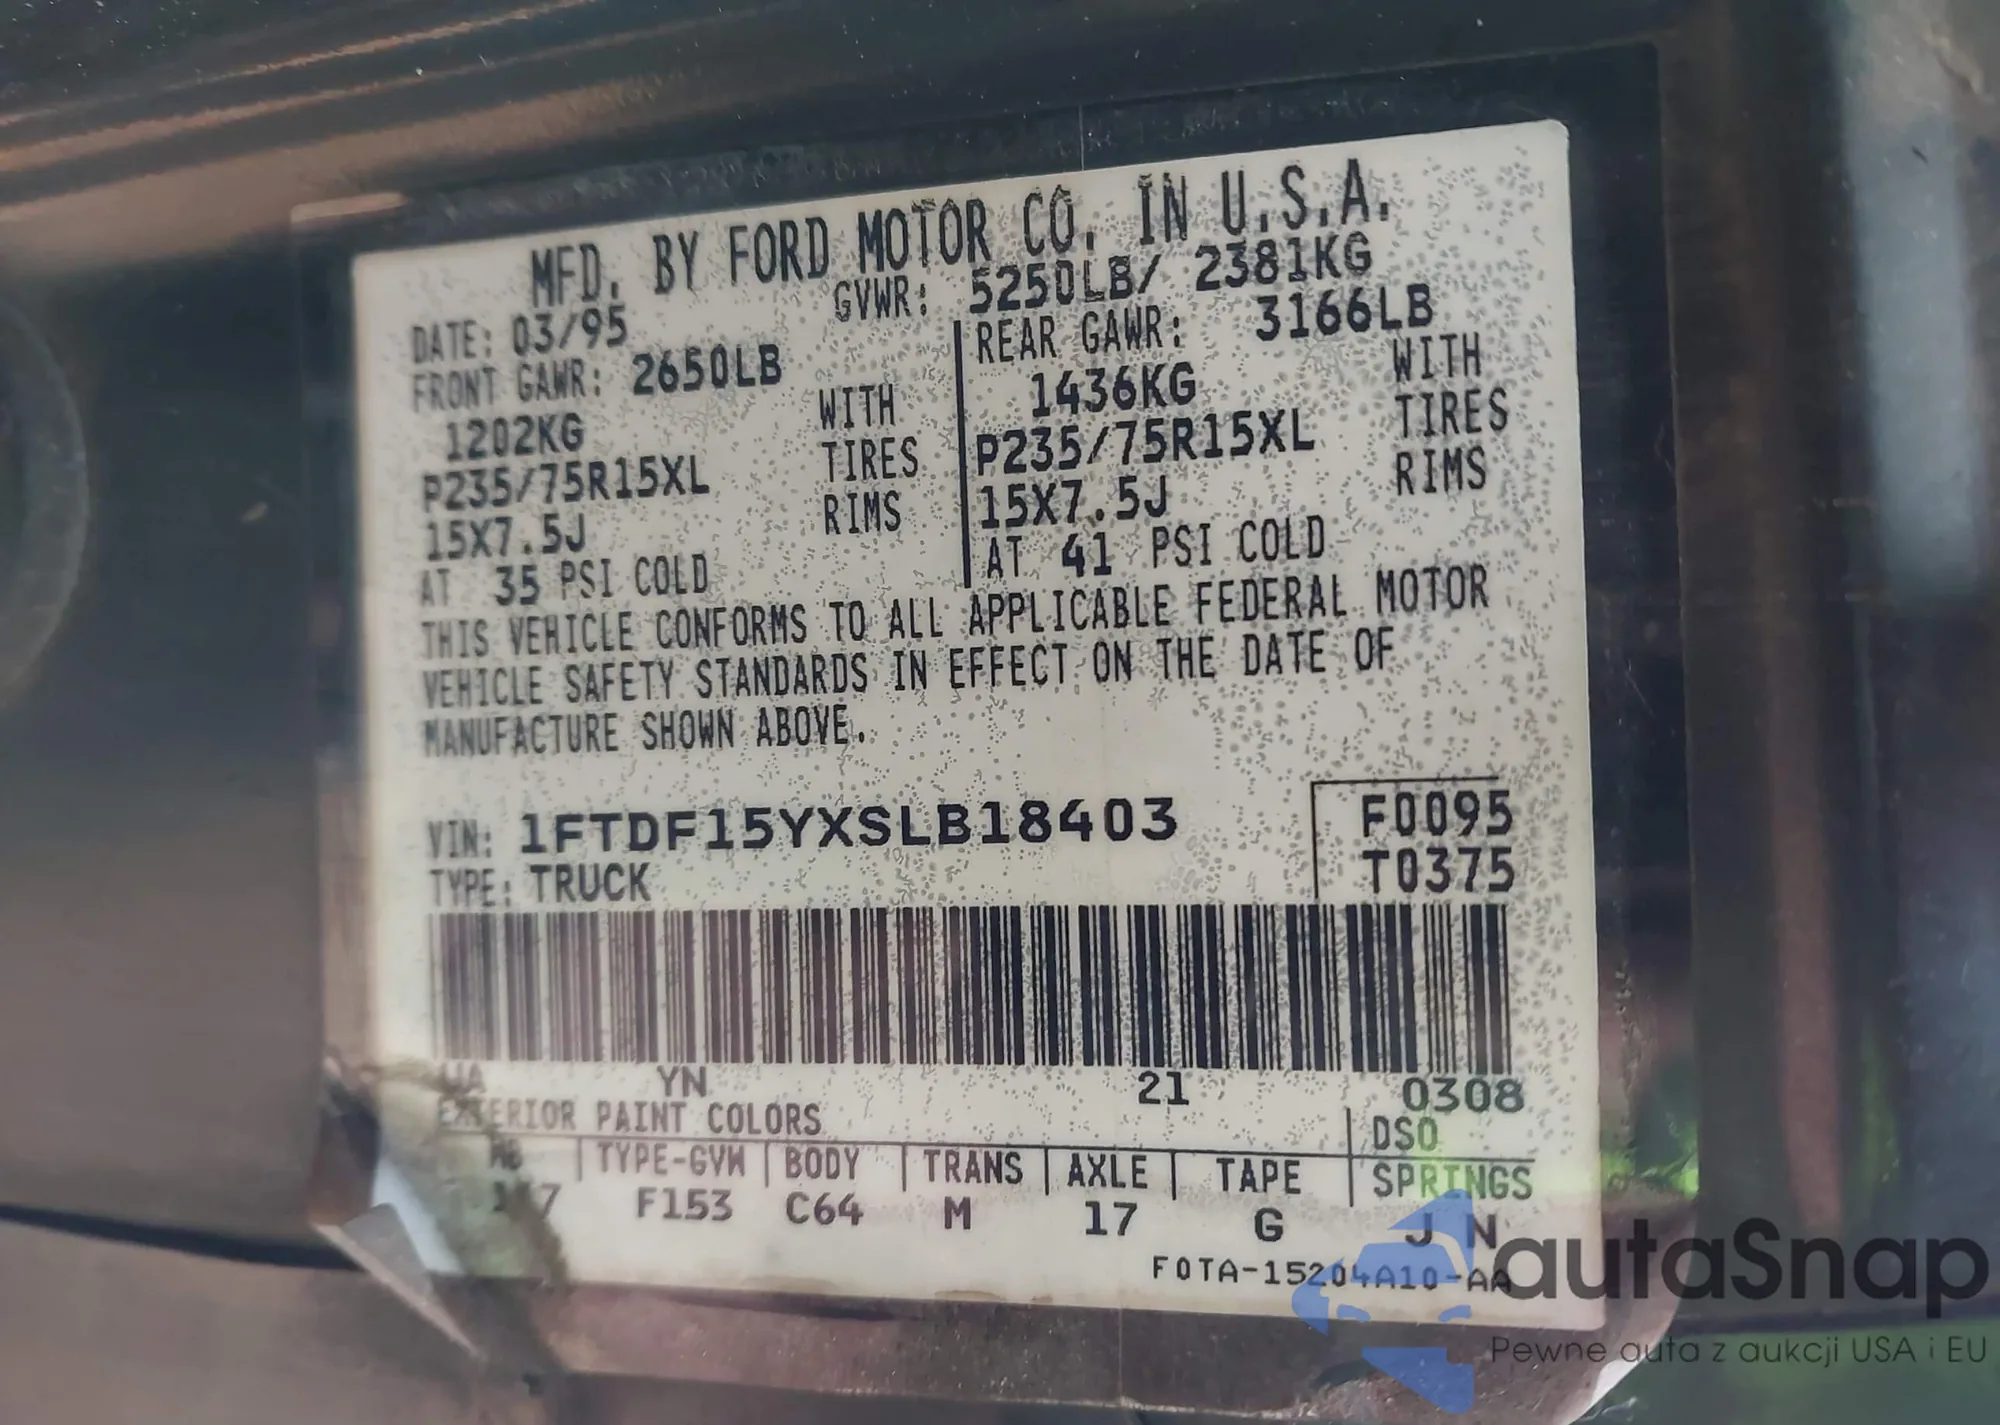 MFD. BY FORD MOTOR CO. IN U.S.A.
DATE: 03/95 GVWR: 5250LB/ 2381KG
FRONT GAWR: 2650LB REAR GAWR: 3166LB
1202KG WITH 1436KG WITH
P235/75R15XL TIRES P235/75R15XL TIRES
15X7.5J RIMS 15X7.5J RIMS
AT 35 PSI COLD AT 41 PSI COLD
THIS VEHICLE CONFORMS TO ALL APPLICABLE FEDERAL MOTOR
VEHICLE SAFETY STANDARDS IN EFFECT ON THE DATE OF
MANUFACTURE SHOWN ABOVE.
VIN: 1FTDF15YXSLB18403 F0095
TYPE: TRUCK T0375
YN 21 0308
EXTERIOR PAINT COLORS DSO
TYPE-GVW BODY TRANS AXLE TAPE SPRINGS
F153 C64 M 17 G J N
F0TA-15204A10-AA
autaSnap
Pewne auta z aukcji USA i EU